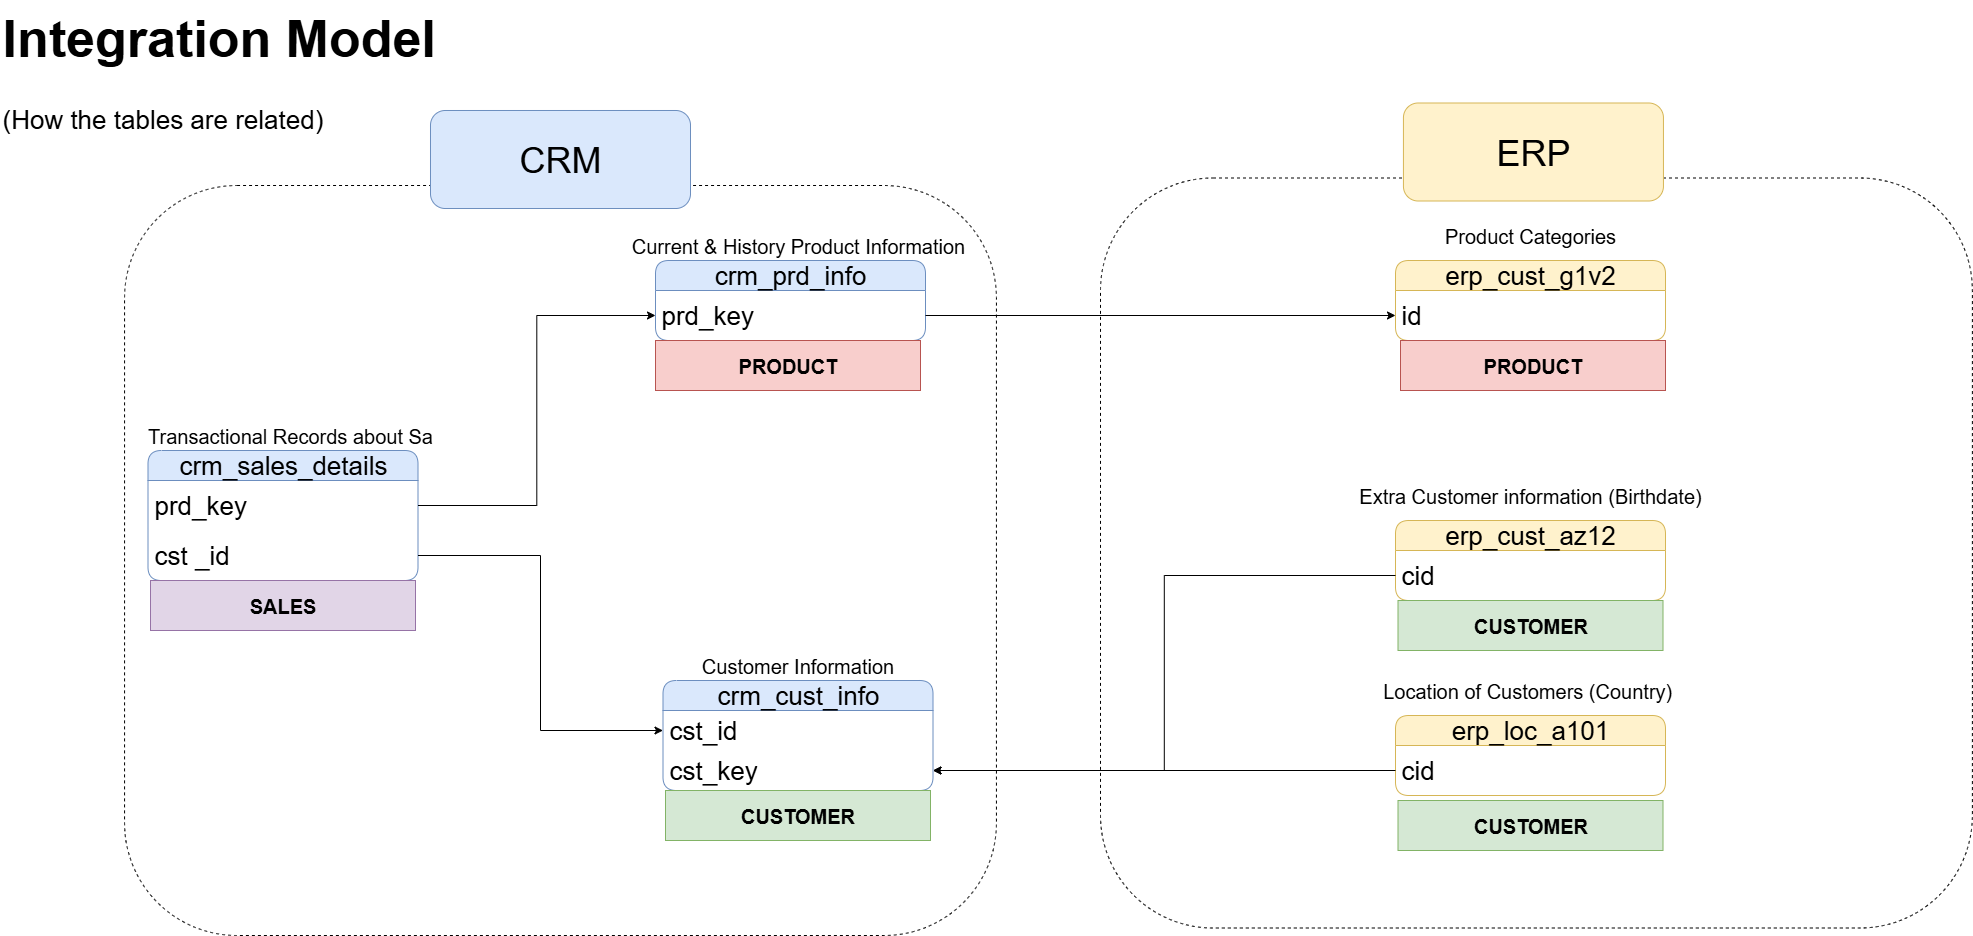 Integration Model
(How the tables are related)
CRM
Current & History Product Information
crm_prd_info
prd_key
PRODUCT
Transactional Records about Sa
crm_sales_details
prd_key
cst _id
SALES
Customer Information
crm_cust_info
cst_id
cst_key
CUSTOMER
ERP
Product Categories
erp_cust_g1v2
id
PRODUCT
Extra Customer information (Birthdate)
erp_cust_az12
cid
CUSTOMER
Location of Customers (Country)
erp_loc_a101
cid
CUSTOMER